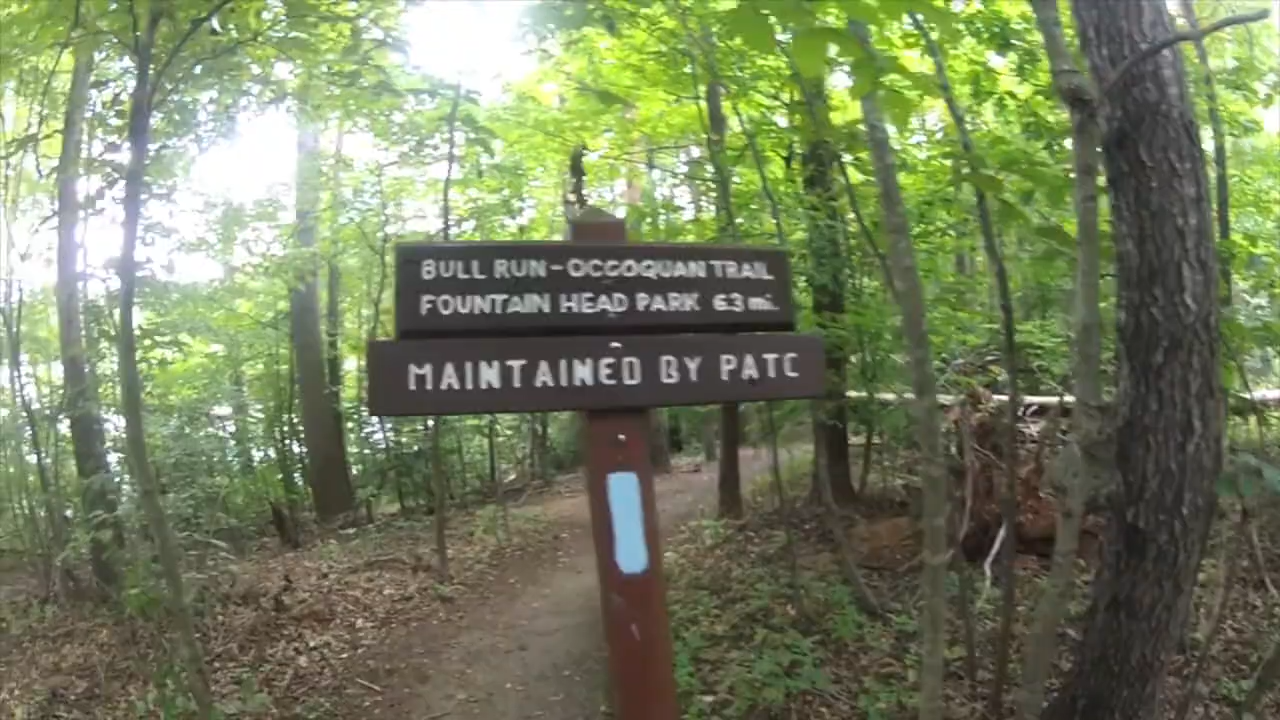 BULL RUN-OCCOQUAN TRAIL
FOUNTAIN HEAD PARK 6.3 mi.
MAINTAINED BY PATC